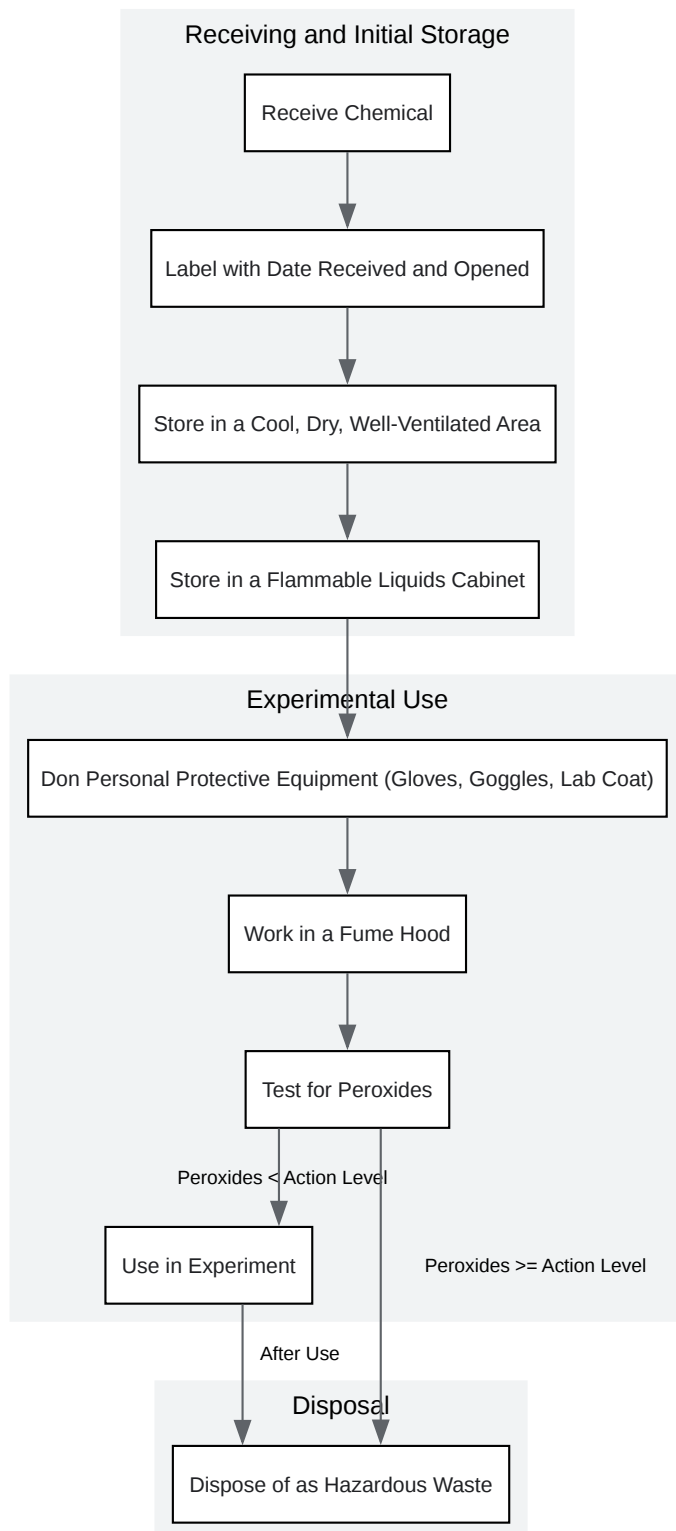 Receiving and Initial Storage
Receive Chemical
Label with Date Received and Opened
Store in a Cool, Dry, Well-Ventilated Area
Store in a Flammable Liquids Cabinet
Experimental Use
Don Personal Protective Equipment (Gloves, Goggles, Lab Coat)
Work in a Fume Hood
Test for Peroxides
Peroxides < Action Level
Use in Experiment
Peroxides >= Action Level
After Use
Disposal
Dispose of as Hazardous Waste